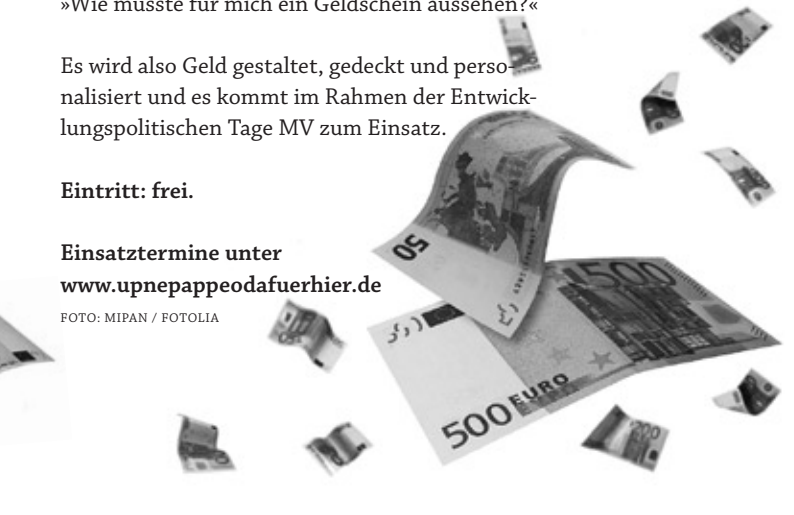 »Wie müsste für mich ein Geldschein aussehen?«
Es wird also Geld gestaltet, gedeckt und perso-
nalisiert und es kommt im Rahmen der Entwick-
lungspolitischen Tage MV zum Einsatz.
Eintritt: frei.
Einsatztermine unter
www.upnepappeodafuerhier.de
FOTO: MIPAN / FOTOLIA
50
500
500 EURO
200